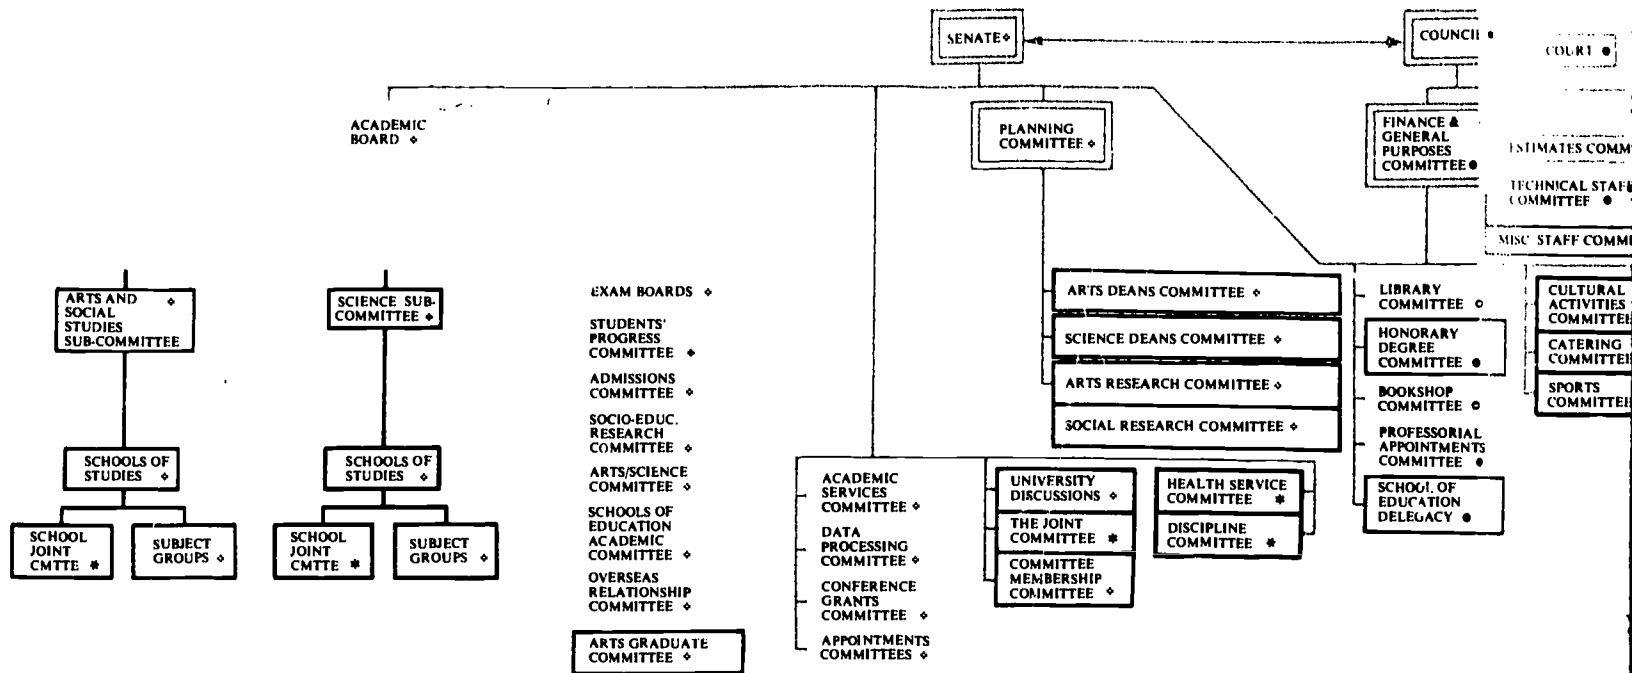 SENATE
COUNCIL
COURT
ACADEMIC
BOARD
PLANNING
COMMITTEE
FINANCE &
GENERAL
PURPOSES
COMMITTEE
ESTIMATES COMM
TECHNICAL STAFF
COMMITTEE
MISC STAFF COMMI
ARTS AND
SOCIAL
STUDIES
SUB-COMMITTEE
SCIENCE SUB-
COMMITTEE
EXAM BOARDS
STUDENTS'
PROGRESS
COMMITTEE
ADMISSIONS
COMMITTEE
SOCIO-EDUC.
RESEARCH
COMMITTEE
ARTS/SCIENCE
COMMITTEE
SCHOOLS OF
EDUCATION
ACADEMIC
COMMITTEE
OVERSEAS
RELATIONSHIP
COMMITTEE
ARTS GRADUATE
COMMITTEE
ARTS DEANS COMMITTEE
SCIENCE DEANS COMMITTEE
ARTS RESEARCH COMMITTEE
SOCIAL RESEARCH COMMITTEE
LIBRARY
COMMITTEE
HONORARY
DEGREE
COMMITTEE
BOOKSHOP
COMMITTEE
PROFESSORIAL
APPOINTMENTS
COMMITTEE
SCHOOL OF
EDUCATION
DELEGACY
CULTURAL
ACTIVITIES
COMMITTEE
CATERING
COMMITTEE
SPORTS
COMMITTEE
SCHOOLS OF
STUDIES
SCHOOLS OF
STUDIES
SCHOOL
JOINT
CMTTE *
SUBJECT
GROUPS
SCHOOL
JOINT
CMTTE *
SUBJECT
GROUPS
ACADEMIC
SERVICES
COMMITTEE
DATA
PROCESSING
COMMITTEE
CONFERENCE
GRANTS
COMMITTEE
APPOINTMENTS
COMMITTEES
UNIVERSITY
DISCUSSIONS
THE JOINT
COMMITTEE *
COMMITTEE
MEMBERSHIP
COMMITTEE
HEALTH SERVICE
COMMITTEE *
DISCIPLINE
COMMITTEE *